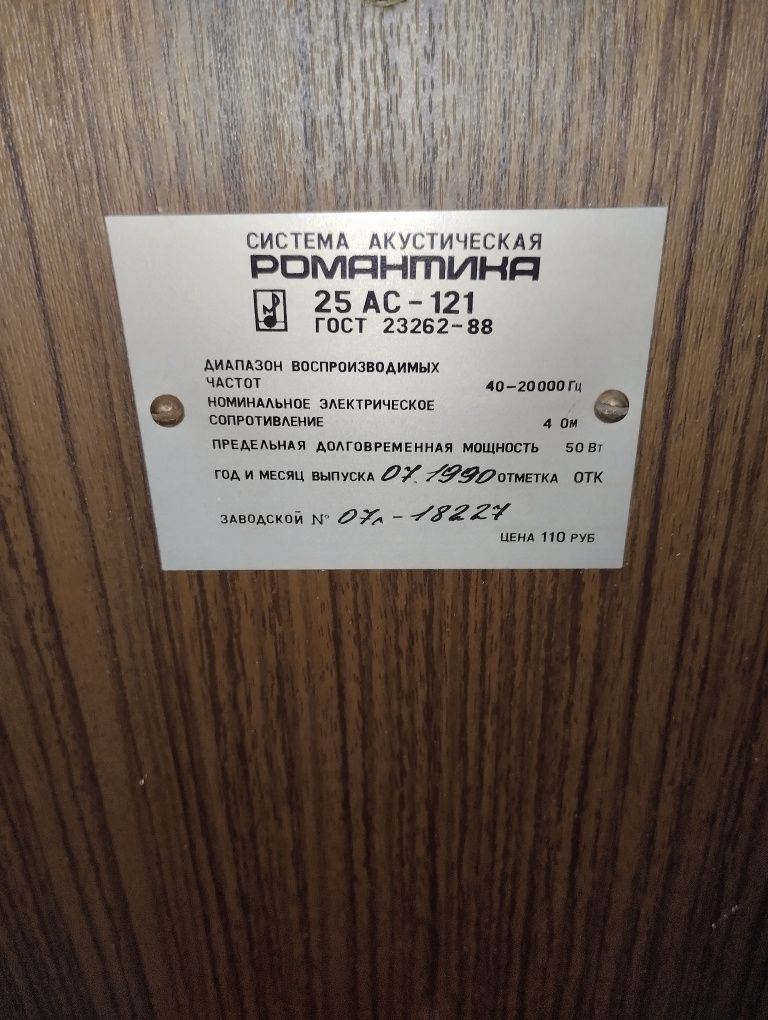 СИСТЕМА АКУСТИЧЕСКАЯ
РОМАНТИКА
25 АС-121
ГОСТ 23262-88
ДИАПАЗОН ВОСПРОИЗВОДИМЫХ
ЧАСТОТ 40-20000 Гц
НОМИНАЛЬНОЕ ЭЛЕКТРИЧЕСКОЕ
СОПРОТИВЛЕНИЕ 4 Ом
ПРЕДЕЛЬНАЯ ДОЛГОВРЕМЕННАЯ МОЩНОСТЬ 50 Вт
ГОД И МЕСЯЦ ВЫПУСКА 07.1990 ОТМЕТКА ОТК
ЗАВОДСКОЙ № 07л-18227
ЦЕНА 110 РУБ